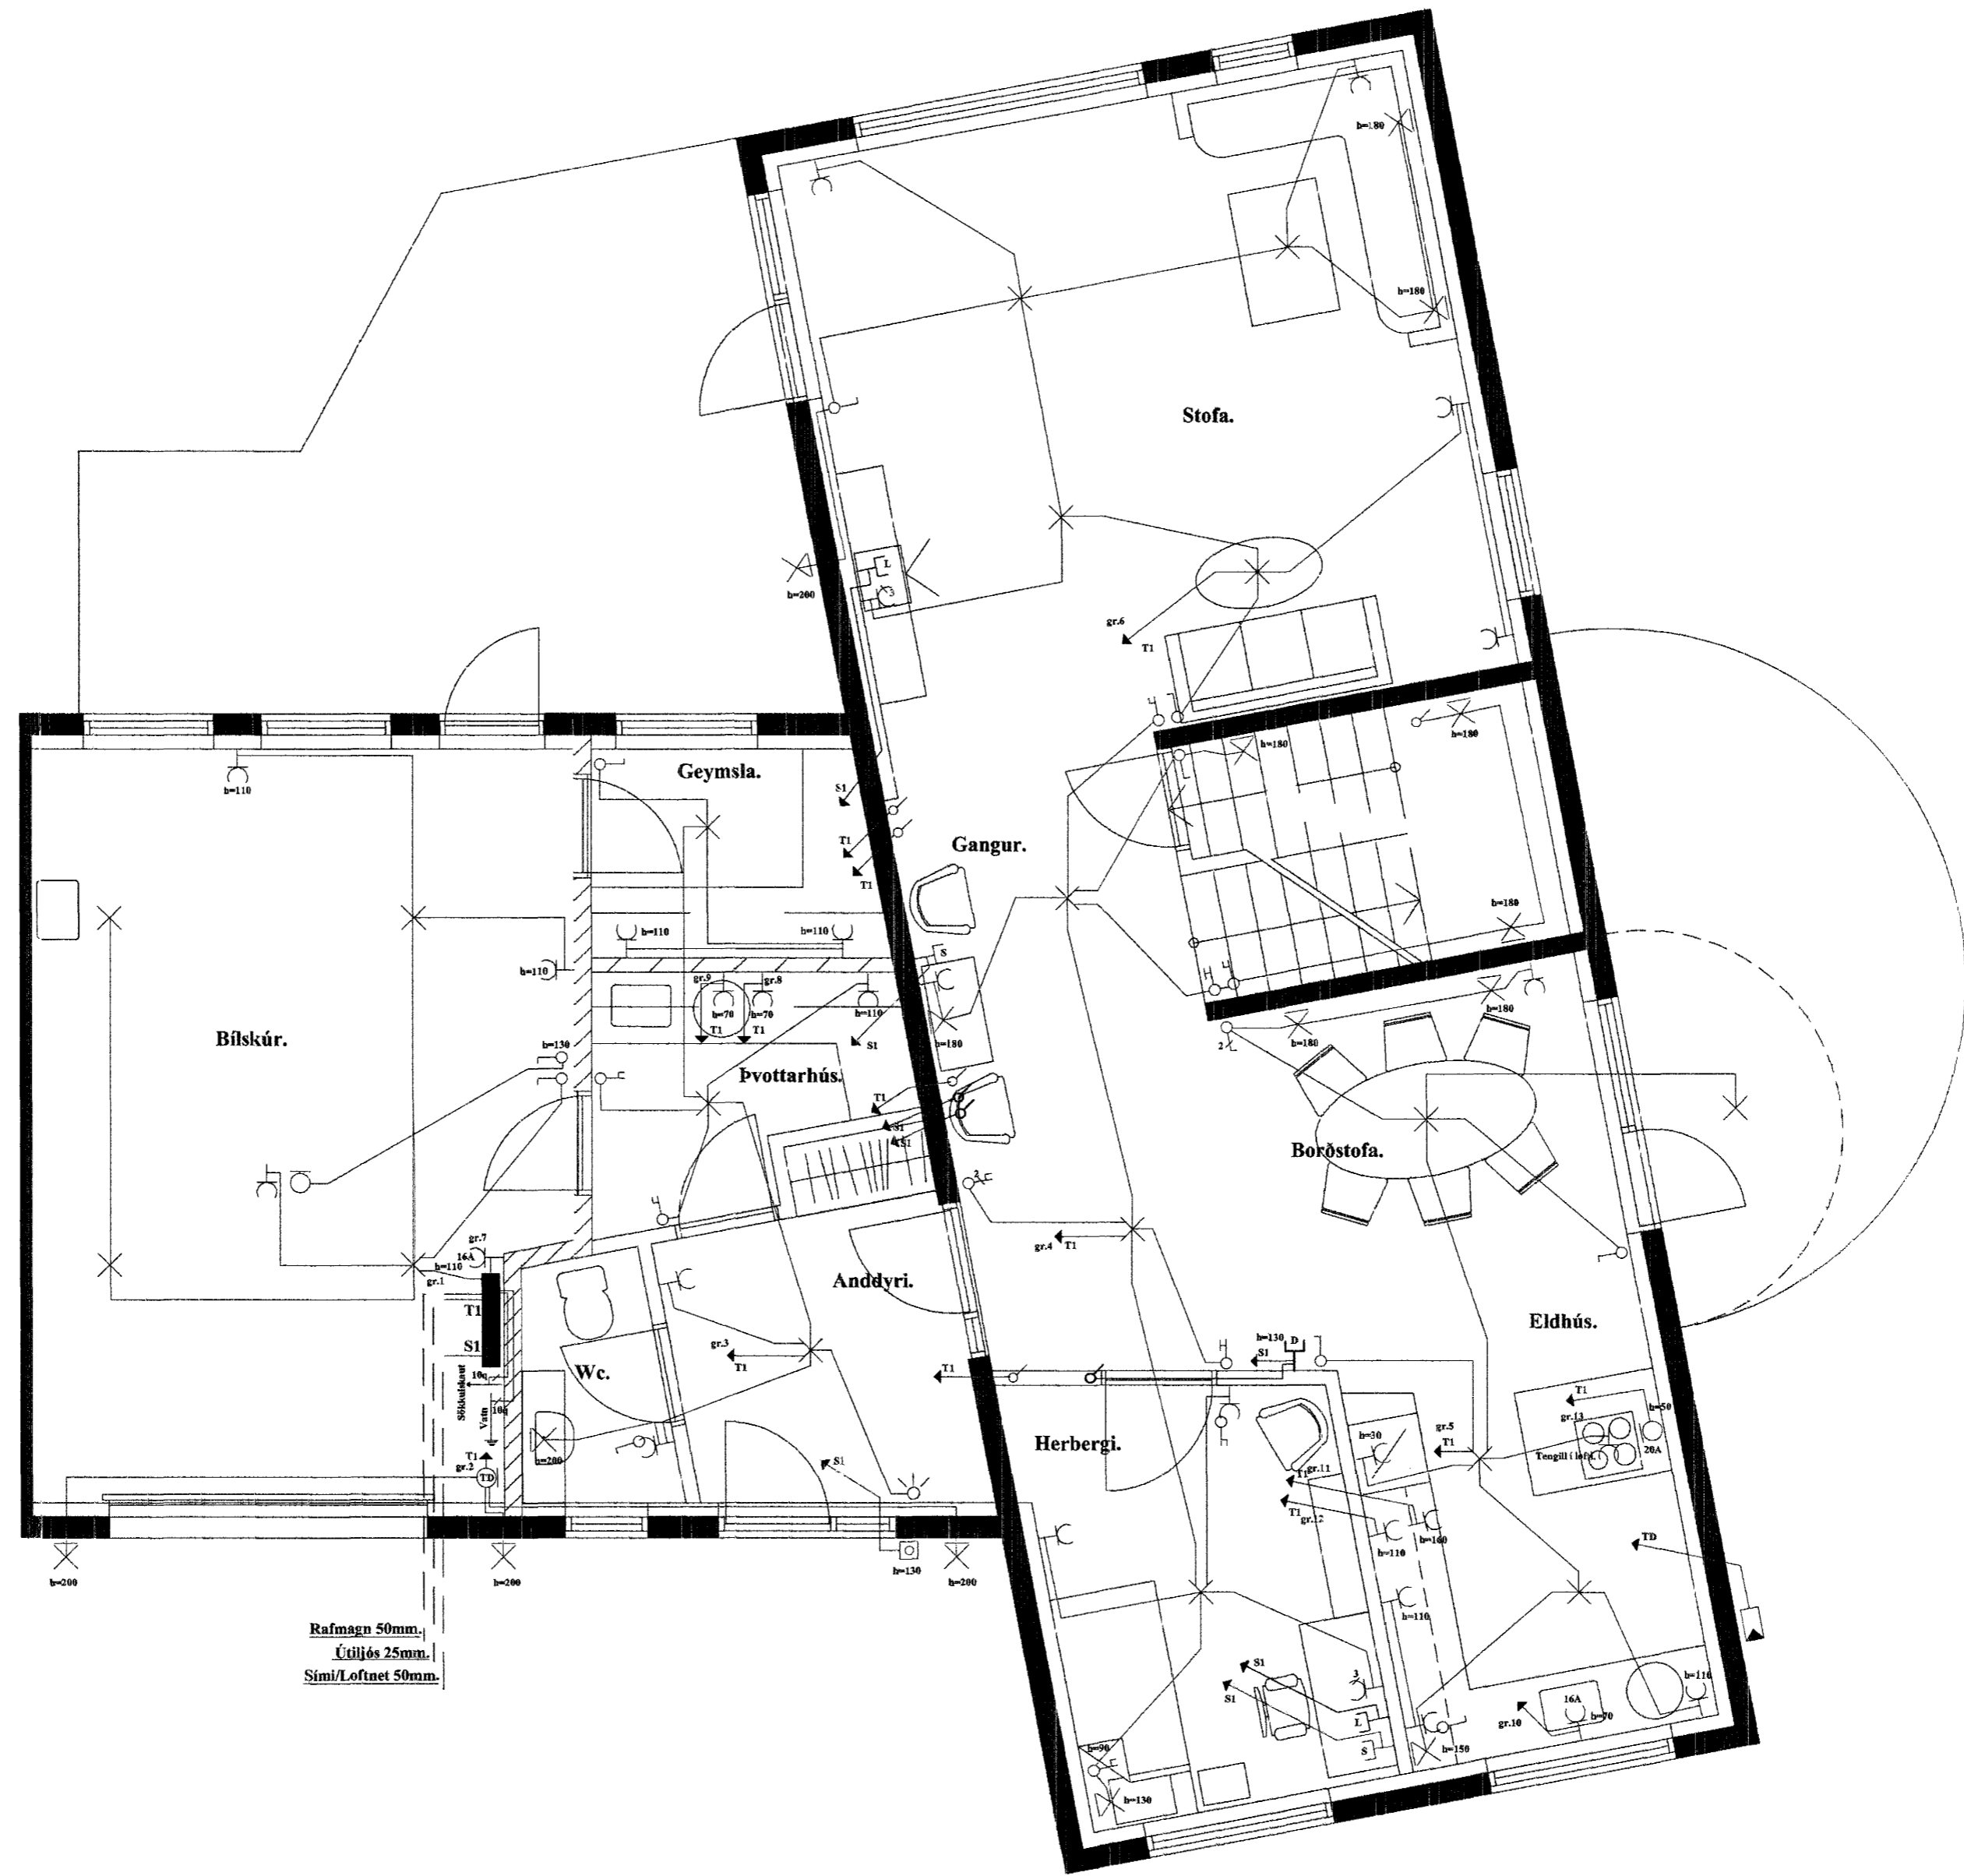 h=180
h=180
Stofa.
L
h=200
3
gr.6
T1
h=180
h=180
Geymsla.
S1
h=110
T1
Gangur.
T1
h=180
h=110
h=110
S
h=110
gr.9
gr.8
h=70
h=70
h=110
T1
T1
h=180
Bílskúr.
h=130
S1
h=180
2
h=180
Þvottarhús.
T1
S1
S1
Borðstofa.
gr.7
16A
h=110
gr.1
gr.4
T1
Anddyri.
T1
S1
Eldhús.
gr.3
T1
h=130
D
S1
T1
Wc.
10q
Sökkulskaut
Vatn
10q
T1
gr.13
h=50
Herbergi.
h=30
gr.5
T1
20A
Tengill í loft.
h=200
T1
gr.2
TD
S1
T1
gr.11
T1
gr.12
h=110
h=160
TD
h=200
h=200
h=130
h=200
h=110
Rafmagn 50mm.
Útiljós 25mm.
Sími/Loftnet 50mm.
S1
S1
3
L
S
16A
h=70
h=110
gr.10
h=90
h=150
h=130